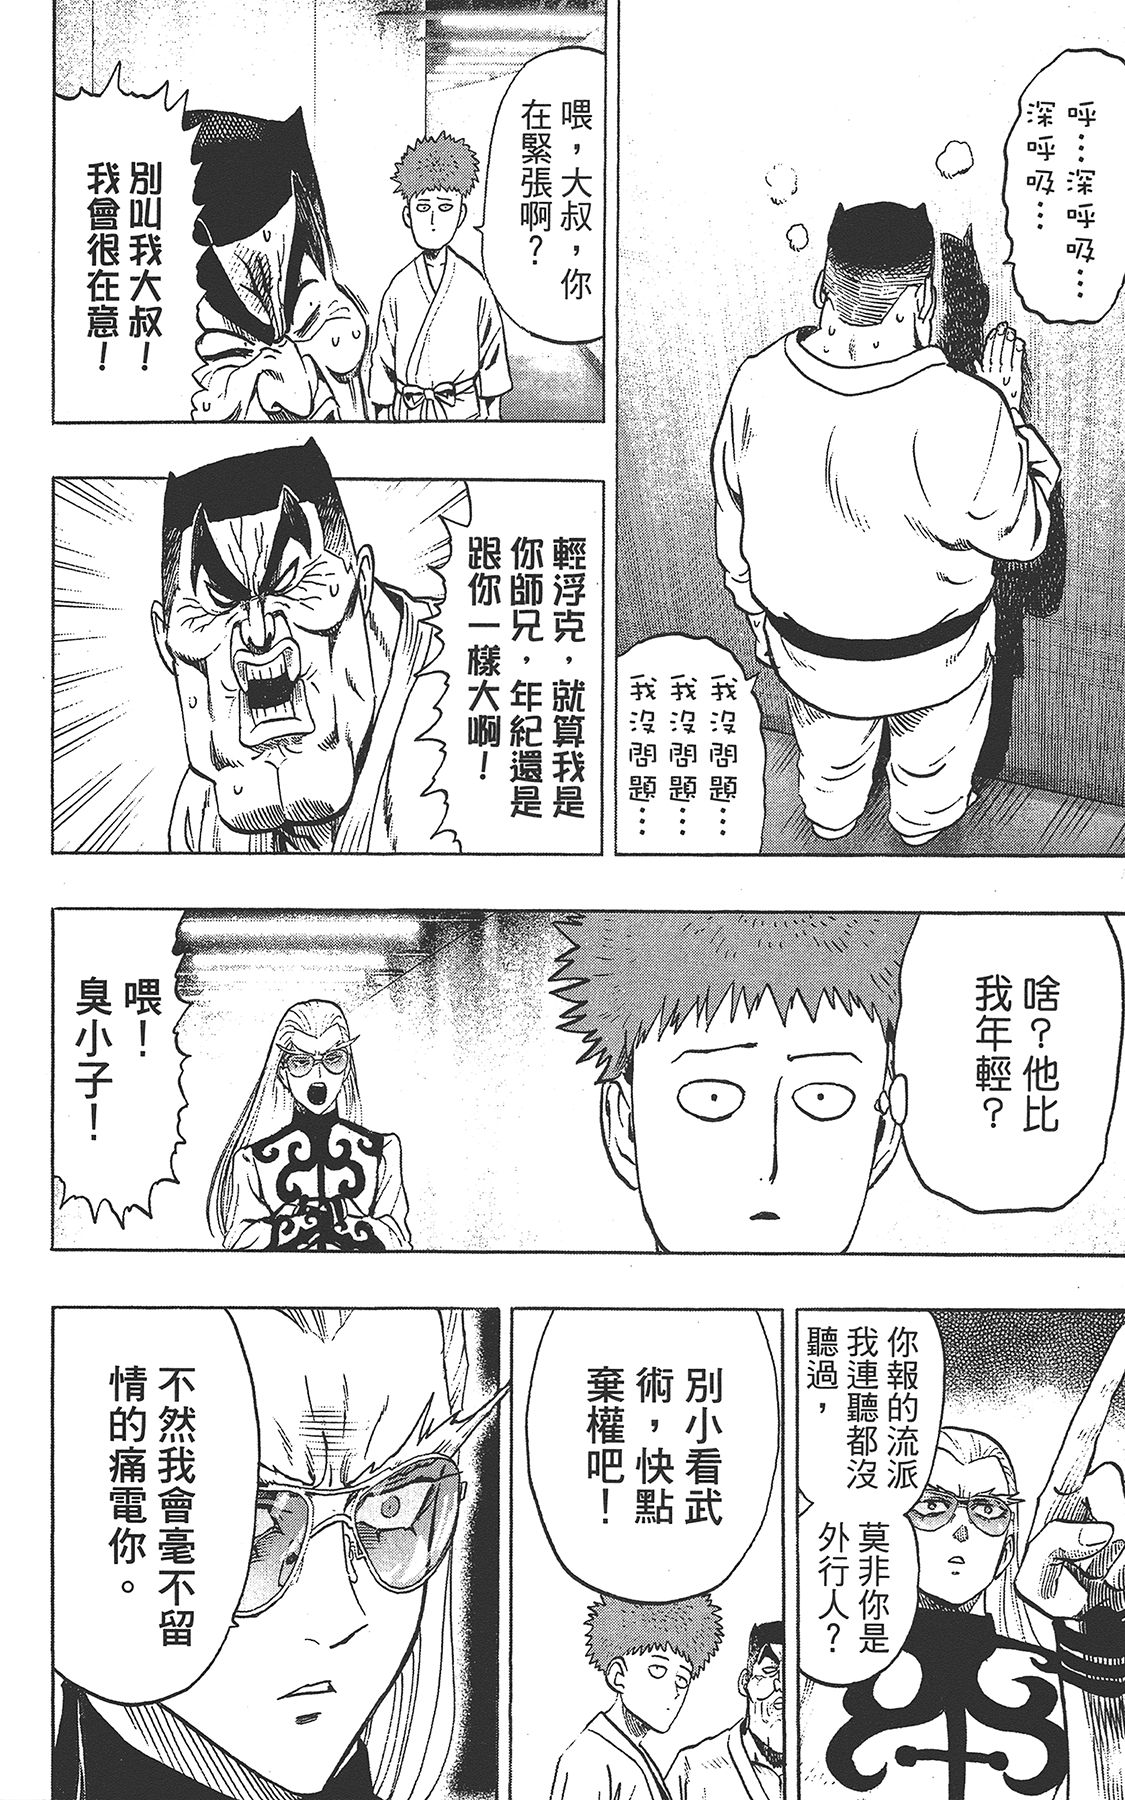 呼⋯深呼吸⋯
深呼吸⋯
我沒問題⋯
我沒問題⋯
我沒問題⋯
喂，大叔，你
在緊張啊？
別叫我大叔！
我會很在意！
輕浮克，就算我是
你師兄，年紀還是
跟你一樣大啊！
啥？他比
我年輕？
喂！
臭小子！
你報的流派
我連聽都沒
聽過，
莫非你是
外行人？
別小看武
術，快點
棄權吧！
不然我會毫不留
情的痛電你。